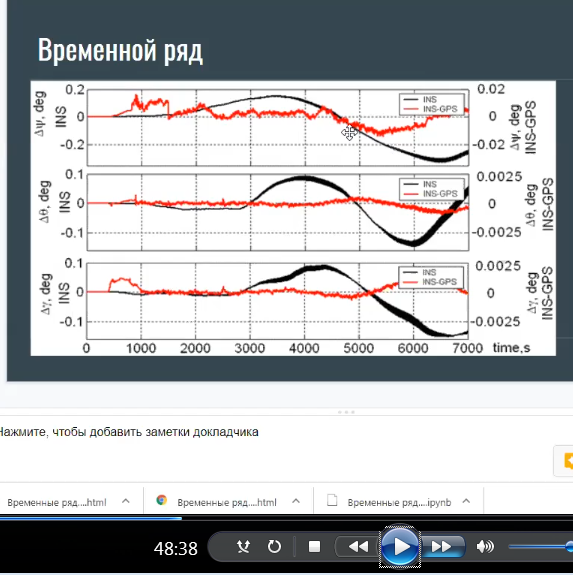 Временной ряд
0.2
0
-0.2
Δψ, deg
INS
INS
INS-GPS
0.02
0
-0.02
Δψ, deg
INS-GPS
0.1
0
-0.1
Δθ, deg
INS
INS
INS-GPS
0.0025
0
-0.0025
Δθ, deg
INS-GPS
0.1
0
-0.1
Δγ, deg
INS
INS
INS-GPS
0.0025
0
-0.0025
Δγ, deg
INS-GPS
0 1000 2000 3000 4000 5000 6000 7000 time,s
Нажмите, чтобы добавить заметки докладчика
Временные ряд....html
Временные ряд....html
Временные ряд....ipynb
48:38